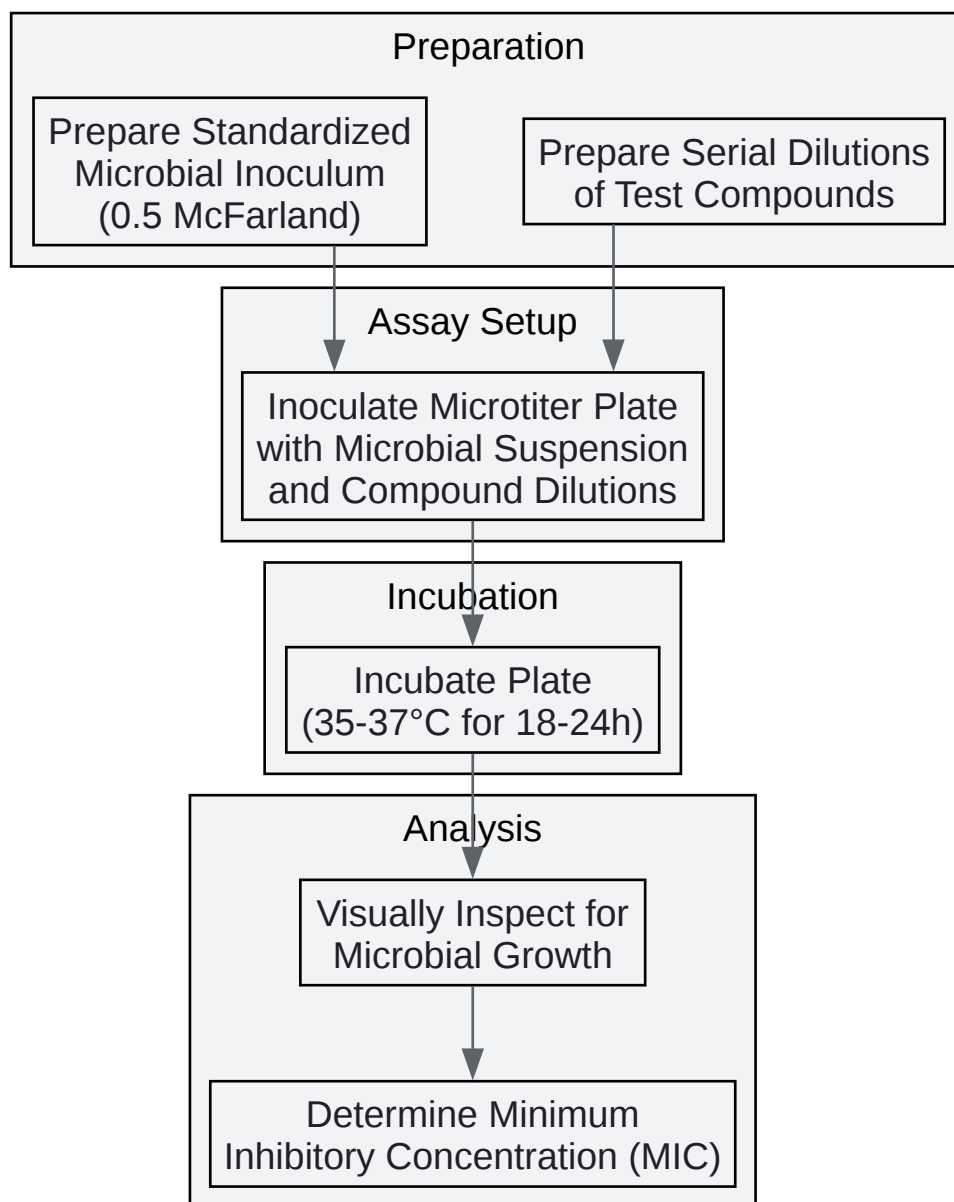 Preparation
Prepare Standardized
Microbial Inoculum
(0.5 McFarland)
Prepare Serial Dilutions
of Test Compounds
Assay Setup
Inoculate Microtiter Plate
with Microbial Suspension
and Compound Dilutions
Incubation
Incubate Plate
(35-37°C for 18-24h)
Analysis
Visually Inspect for
Microbial Growth
Determine Minimum
Inhibitory Concentration (MIC)